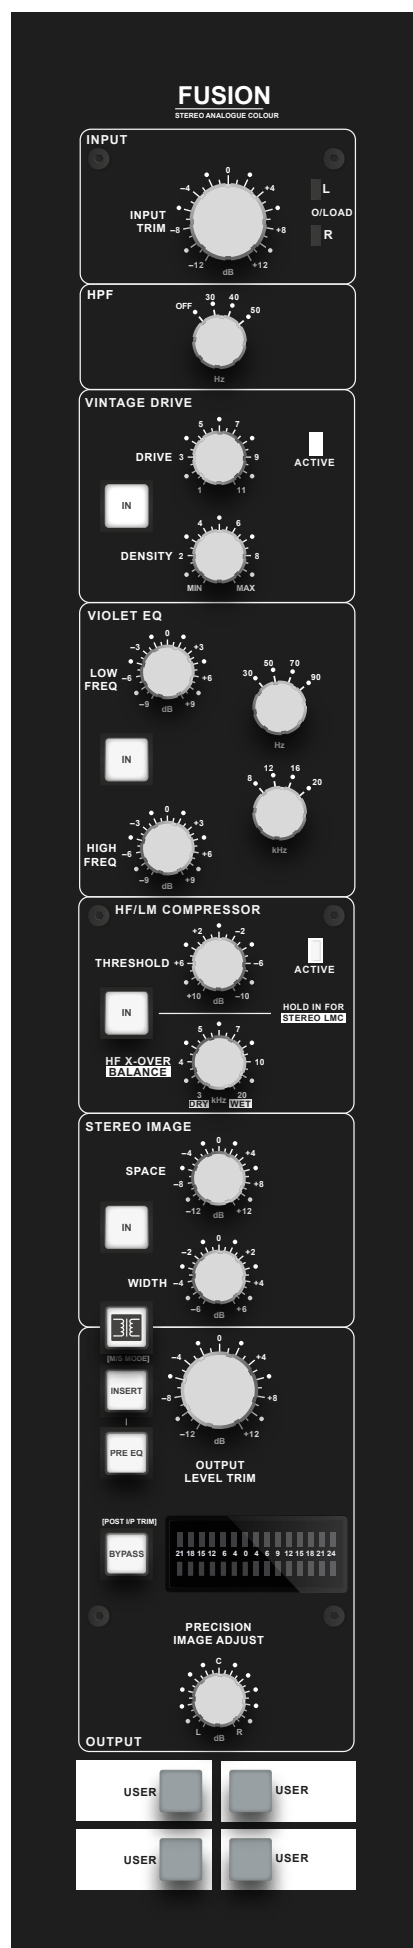 FUSION
STEREO ANALOGUE COLOUR
INPUT
0
–4 +4
L
INPUT
TRIM
O/LOAD
–8 +8
R
–12 +12
dB
HPF
OFF 30 40 50
Hz
VINTAGE DRIVE
5 7
DRIVE 3 9
ACTIVE
1 11
IN
4 6
DENSITY 2 8
MIN MAX
VIOLET EQ
0
–3 +3
LOW
FREQ
–6 +6
–9 +9
dB
30 50 70 90
Hz
IN
8 12 16 20
kHz
0
–3 +3
HIGH
FREQ
–6 +6
–9 +9
dB
HF/LM COMPRESSOR
+2 –2
THRESHOLD +6 –6
ACTIVE
+10 –10
dB
IN
HOLD IN FOR
STEREO LMC
5 7
HF X-OVER 4 10
BALANCE
3 kHz 20
DRY WET
STEREO IMAGE
0
–4 +4
SPACE
–8 +8
–12 +12
dB
IN
0
–2 +2
WIDTH –4 +4
–6 +6
dB
[M/S MODE]
INSERT
PRE EQ
0
–4 +4
–8 +8
–12 +12
dB
OUTPUT
LEVEL TRIM
[POST I/P TRIM]
BYPASS
21 18 15 12 6 4 0 4 6 9 12 15 18 21 24
PRECISION
IMAGE ADJUST
C
L R
dB
OUTPUT
USER USER
USER USER